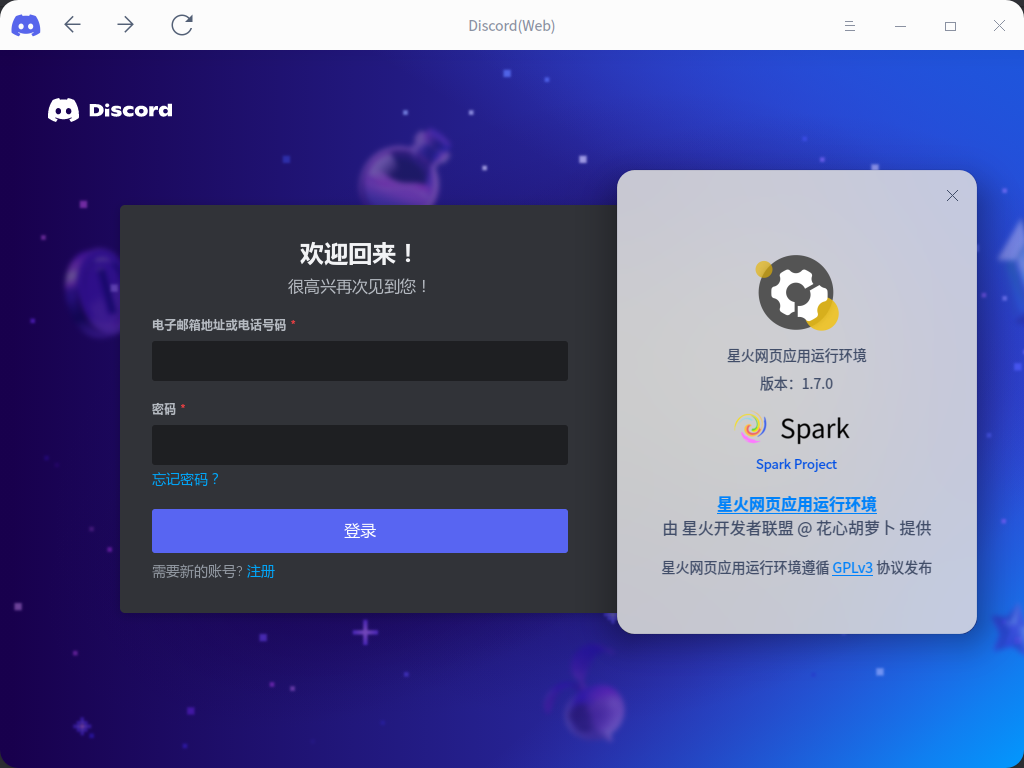 Discord(Web)
Discord
欢迎回来！
很高兴再次见到您！
电子邮箱地址或电话号码 *
密码 *
忘记密码？
登录
需要新的账号? 注册
星火网页应用运行环境
版本：1.7.0
Spark
Spark Project
星火网页应用运行环境
由 星火开发者联盟 @ 花心胡萝卜 提供
星火网页应用运行环境遵循 GPLv3 协议发布